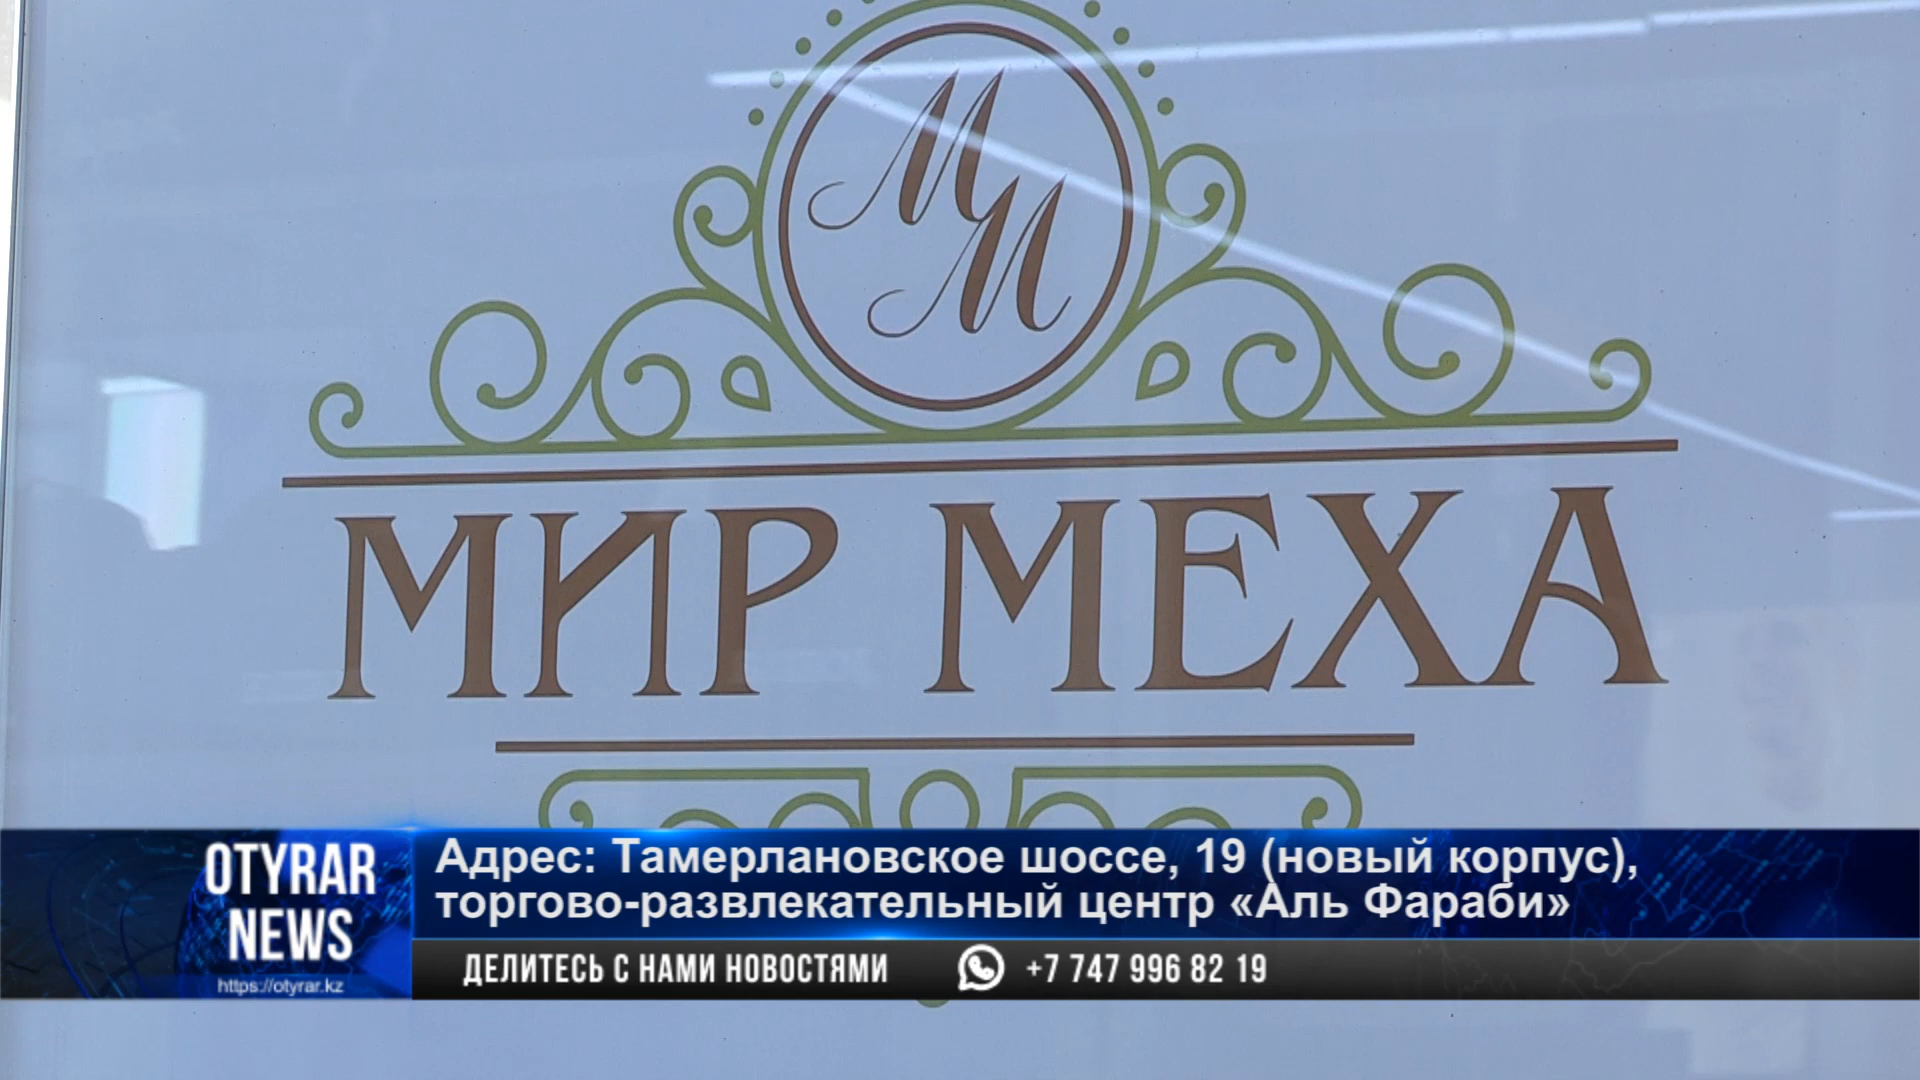 ММ
МИР МЕХА
OTYRAR
NEWS
https://otyrar.kz
Адрес: Тамерлановское шоссе, 19 (новый корпус),
торгово-развлекательный центр «Аль Фараби»
ДЕЛИТЕСЬ С НАМИ НОВОСТЯМИ +7 747 996 82 19